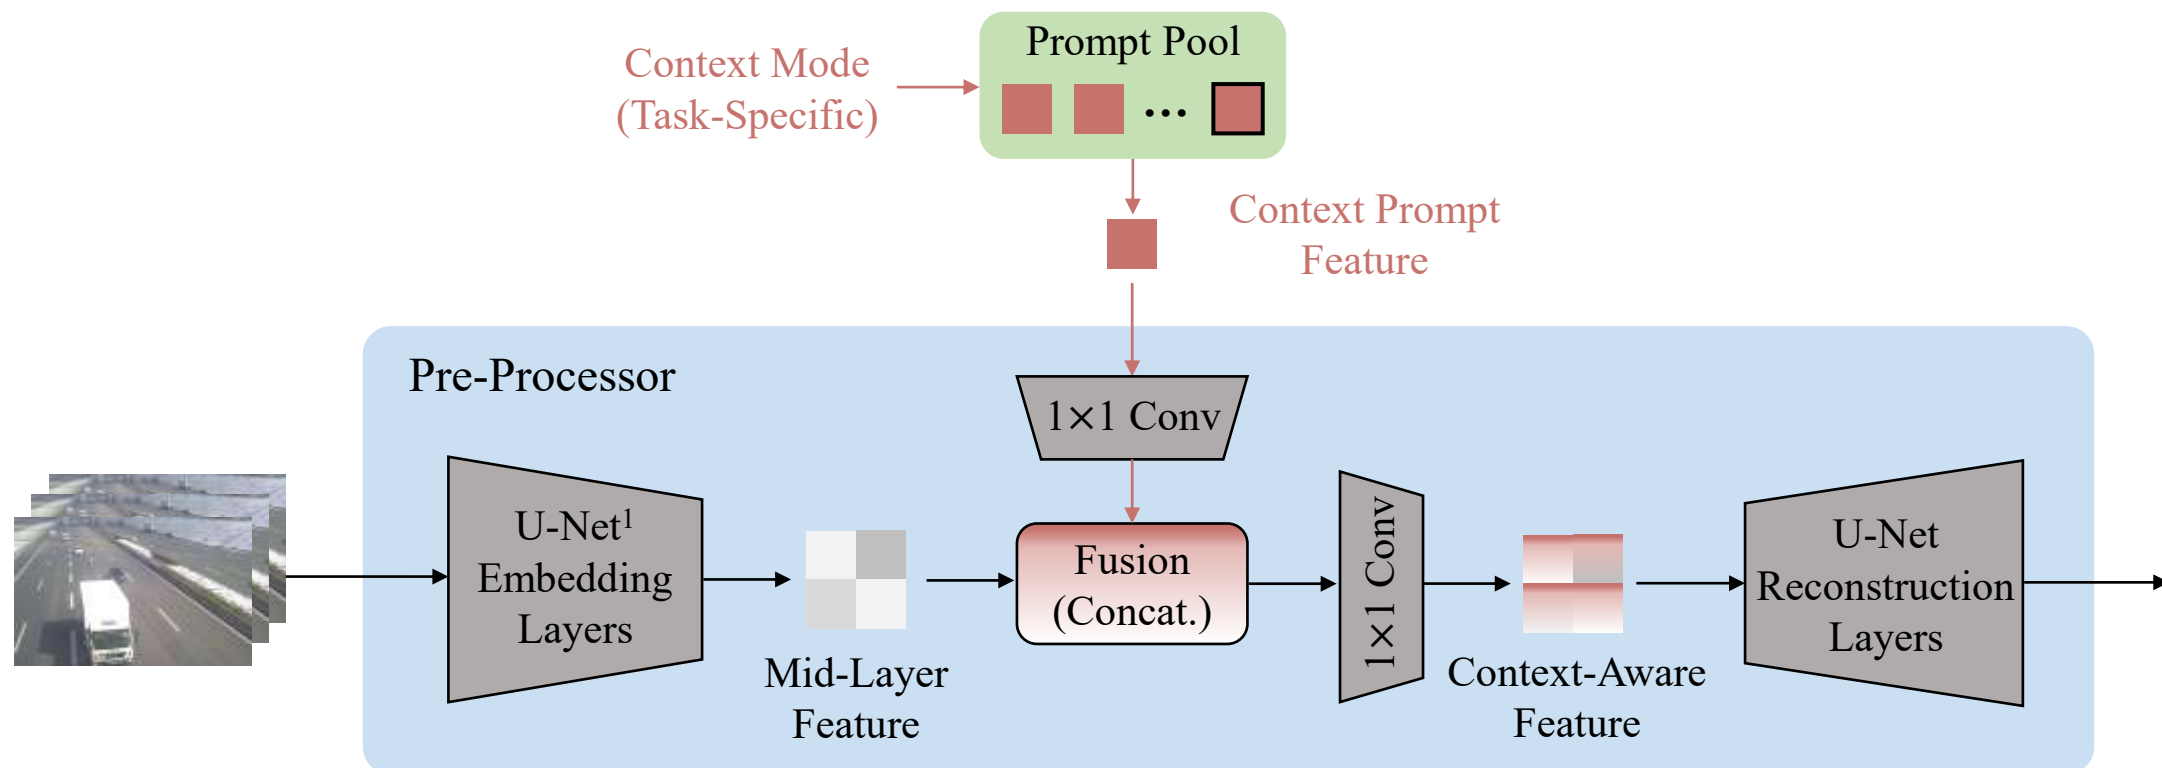 Prompt Pool
Context Mode
(Task-Specific)
...
Context Prompt
Feature
Pre-Processor
1×1 Conv
U-Net¹
Embedding
Layers
Mid-Layer
Feature
Fusion
(Concat.)
1×1 Conv
Context-Aware
Feature
U-Net
Reconstruction
Layers